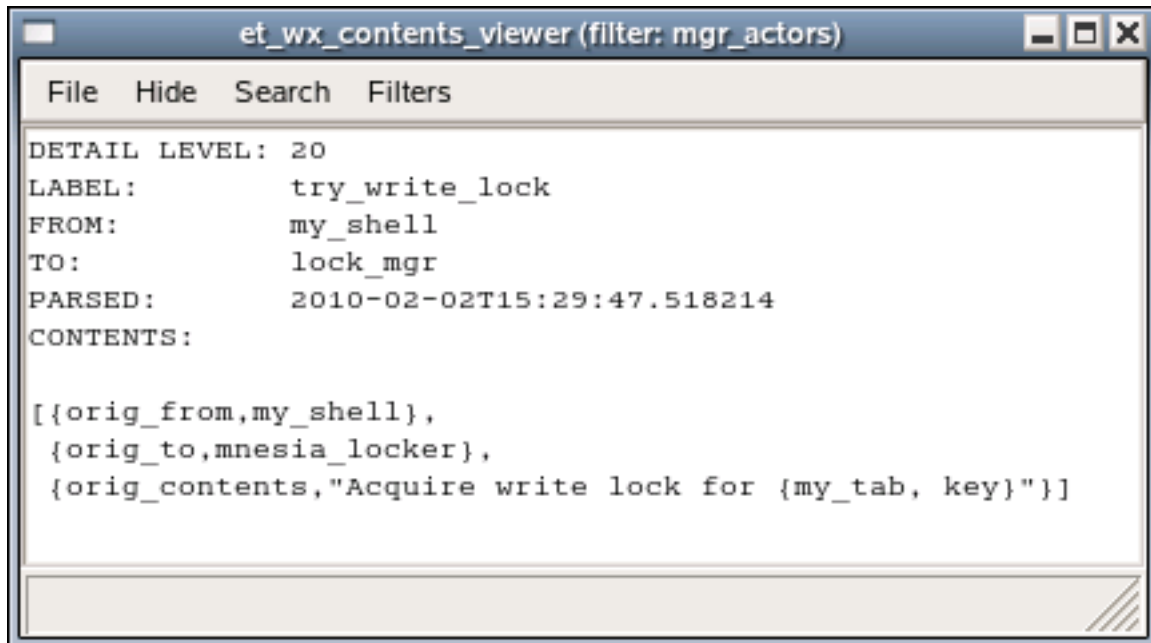 et_wx_contents_viewer (filter: mgr_actors)
File Hide Search Filters
DETAIL LEVEL: 20
LABEL: try_write_lock
FROM: my_shell
TO: lock_mgr
PARSED: 2010-02-02T15:29:47.518214
CONTENTS:
[{orig_from,my_shell},
{orig_to,mnesia_locker},
{orig_contents,"Acquire write lock for {my_tab, key}"}]